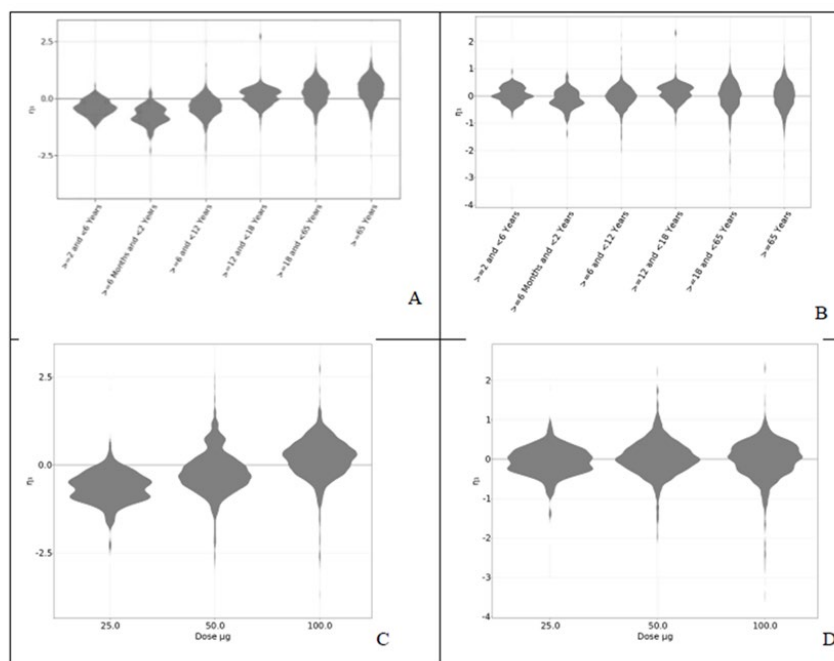 2.5
0.0
-2.5
η₃
>=2 and <6 Years
>=6 Months and <2 Years
>=6 and <12 Years
>=12 and <18 Years
>=18 and <65 Years
>=65 Years
A
2
1
0
-1
-2
-3
-4
η₃
>=2 and <6 Years
>=6 Months and <2 Years
>=6 and <12 Years
>=12 and <18 Years
>=18 and <65 Years
>=65 Years
B
2.5
0.0
-2.5
η₃
25.0 50.0 100.0
Dose µg
C
2
1
0
-1
-2
-3
-4
η₃
25.0 50.0 100.0
Dose µg
D